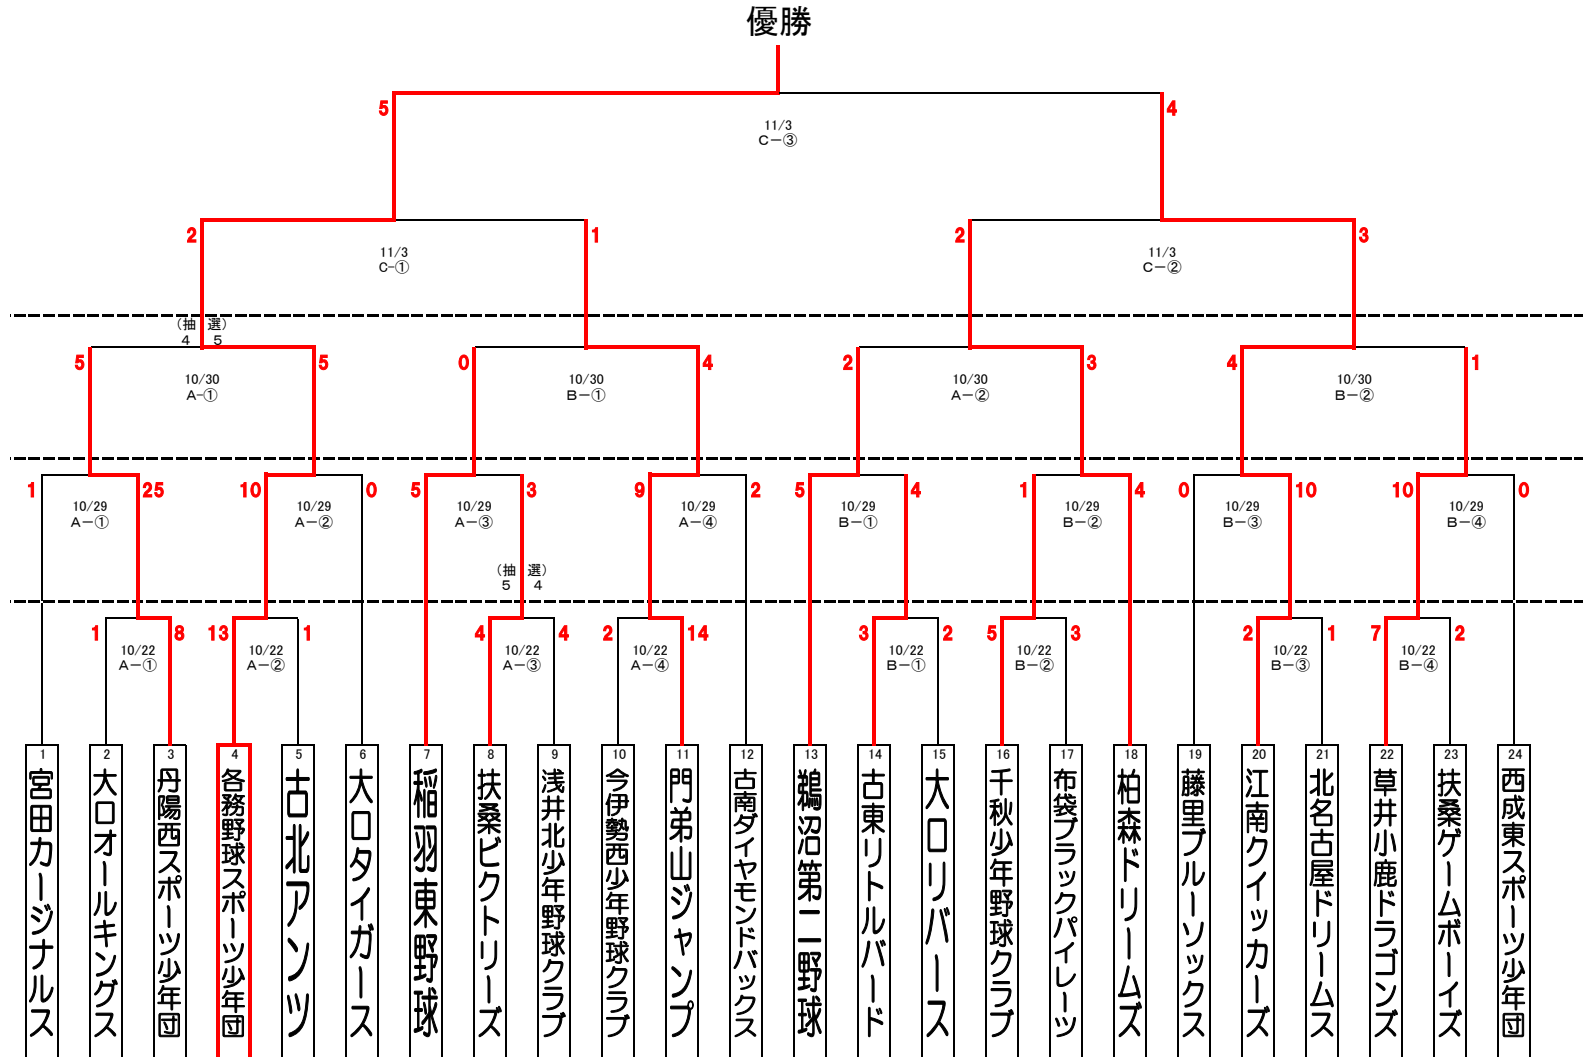 優勝
5 4
11/3
C－③
2 1 2 3
11/3 11/3
C-① C－②
(抽 選)
4 5
5 5 0 4 2 3 4 1
10/30 10/30 10/30 10/30
A-① B－① A－② B－②
1 25 10 0 5 3 9 2 5 4 1 4 0 10 10 0
10/29 10/29 10/29 10/29 10/29 10/29 10/29 10/29
A－① A－② A－③ A－④ B－① B－② B－③ B－④
(抽 選)
5 4
1 8 13 1 4 4 2 14 3 2 5 3 2 1 7 2
10/22 10/22 10/22 10/22 10/22 10/22 10/22 10/22
A－① A－② A－③ A－④ B－① B－② B－③ B－④
1 2 3 4 5 6 7 8 9 10 11 12 13 14 15 16 17 18 19 20 21 22 23 24
宮田カージナルス
大口オールキングス
丹陽西スポーツ少年団
各務野球スポーツ少年団
古北アンツ
大口タイガース
稲羽東野球
扶桑ビクトリーズ
浅井北少年野球クラブ
今伊勢西少年野球クラブ
門弟山ジャンプ
古南ダイヤモンドバックス
鵜沼第二野球
古東リトルバード
大口リバース
千秋少年野球クラブ
布袋ブラックパイレーツ
柏森ドリームズ
藤里ブルーソックス
江南クイッカーズ
北名古屋ドリームス
草井小鹿ドラゴンズ
扶桑ゲームボーイズ
西成東スポーツ少年団